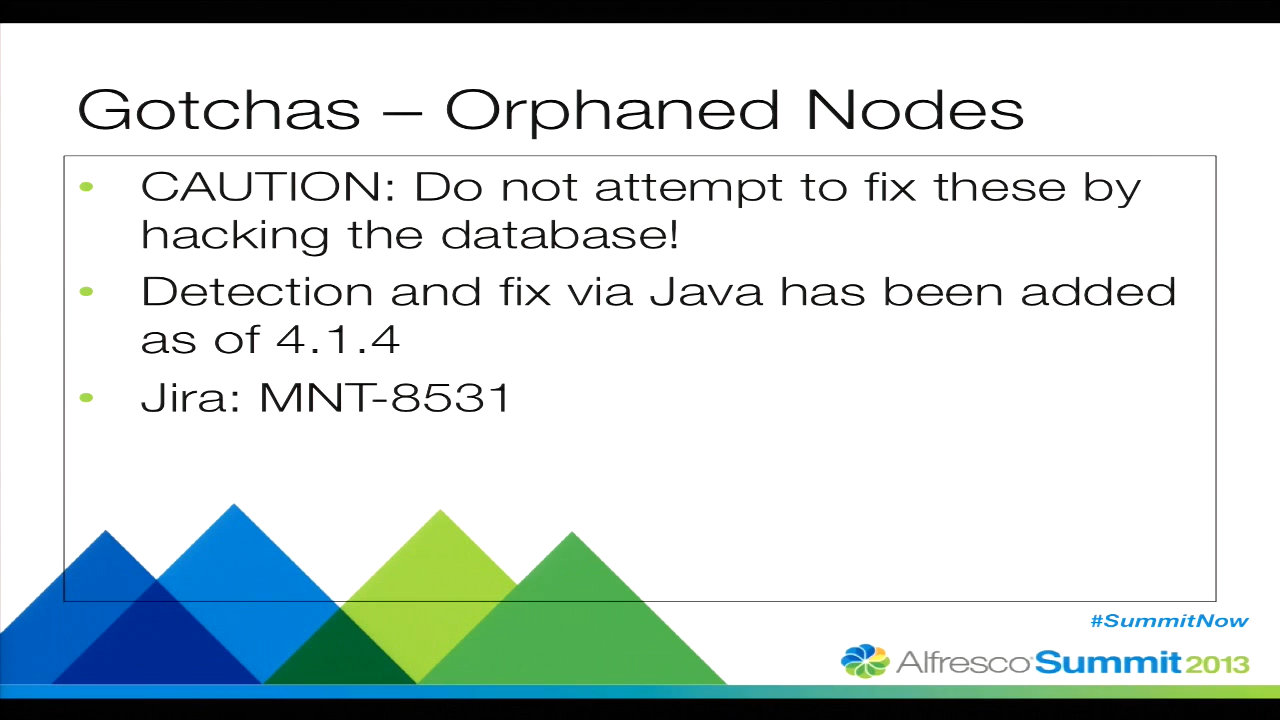 Gotchas – Orphaned Nodes
• CAUTION: Do not attempt to fix these by
hacking the database!
• Detection and fix via Java has been added
as of 4.1.4
• Jira: MNT-8531
#SummitNow
Alfresco Summit 2013